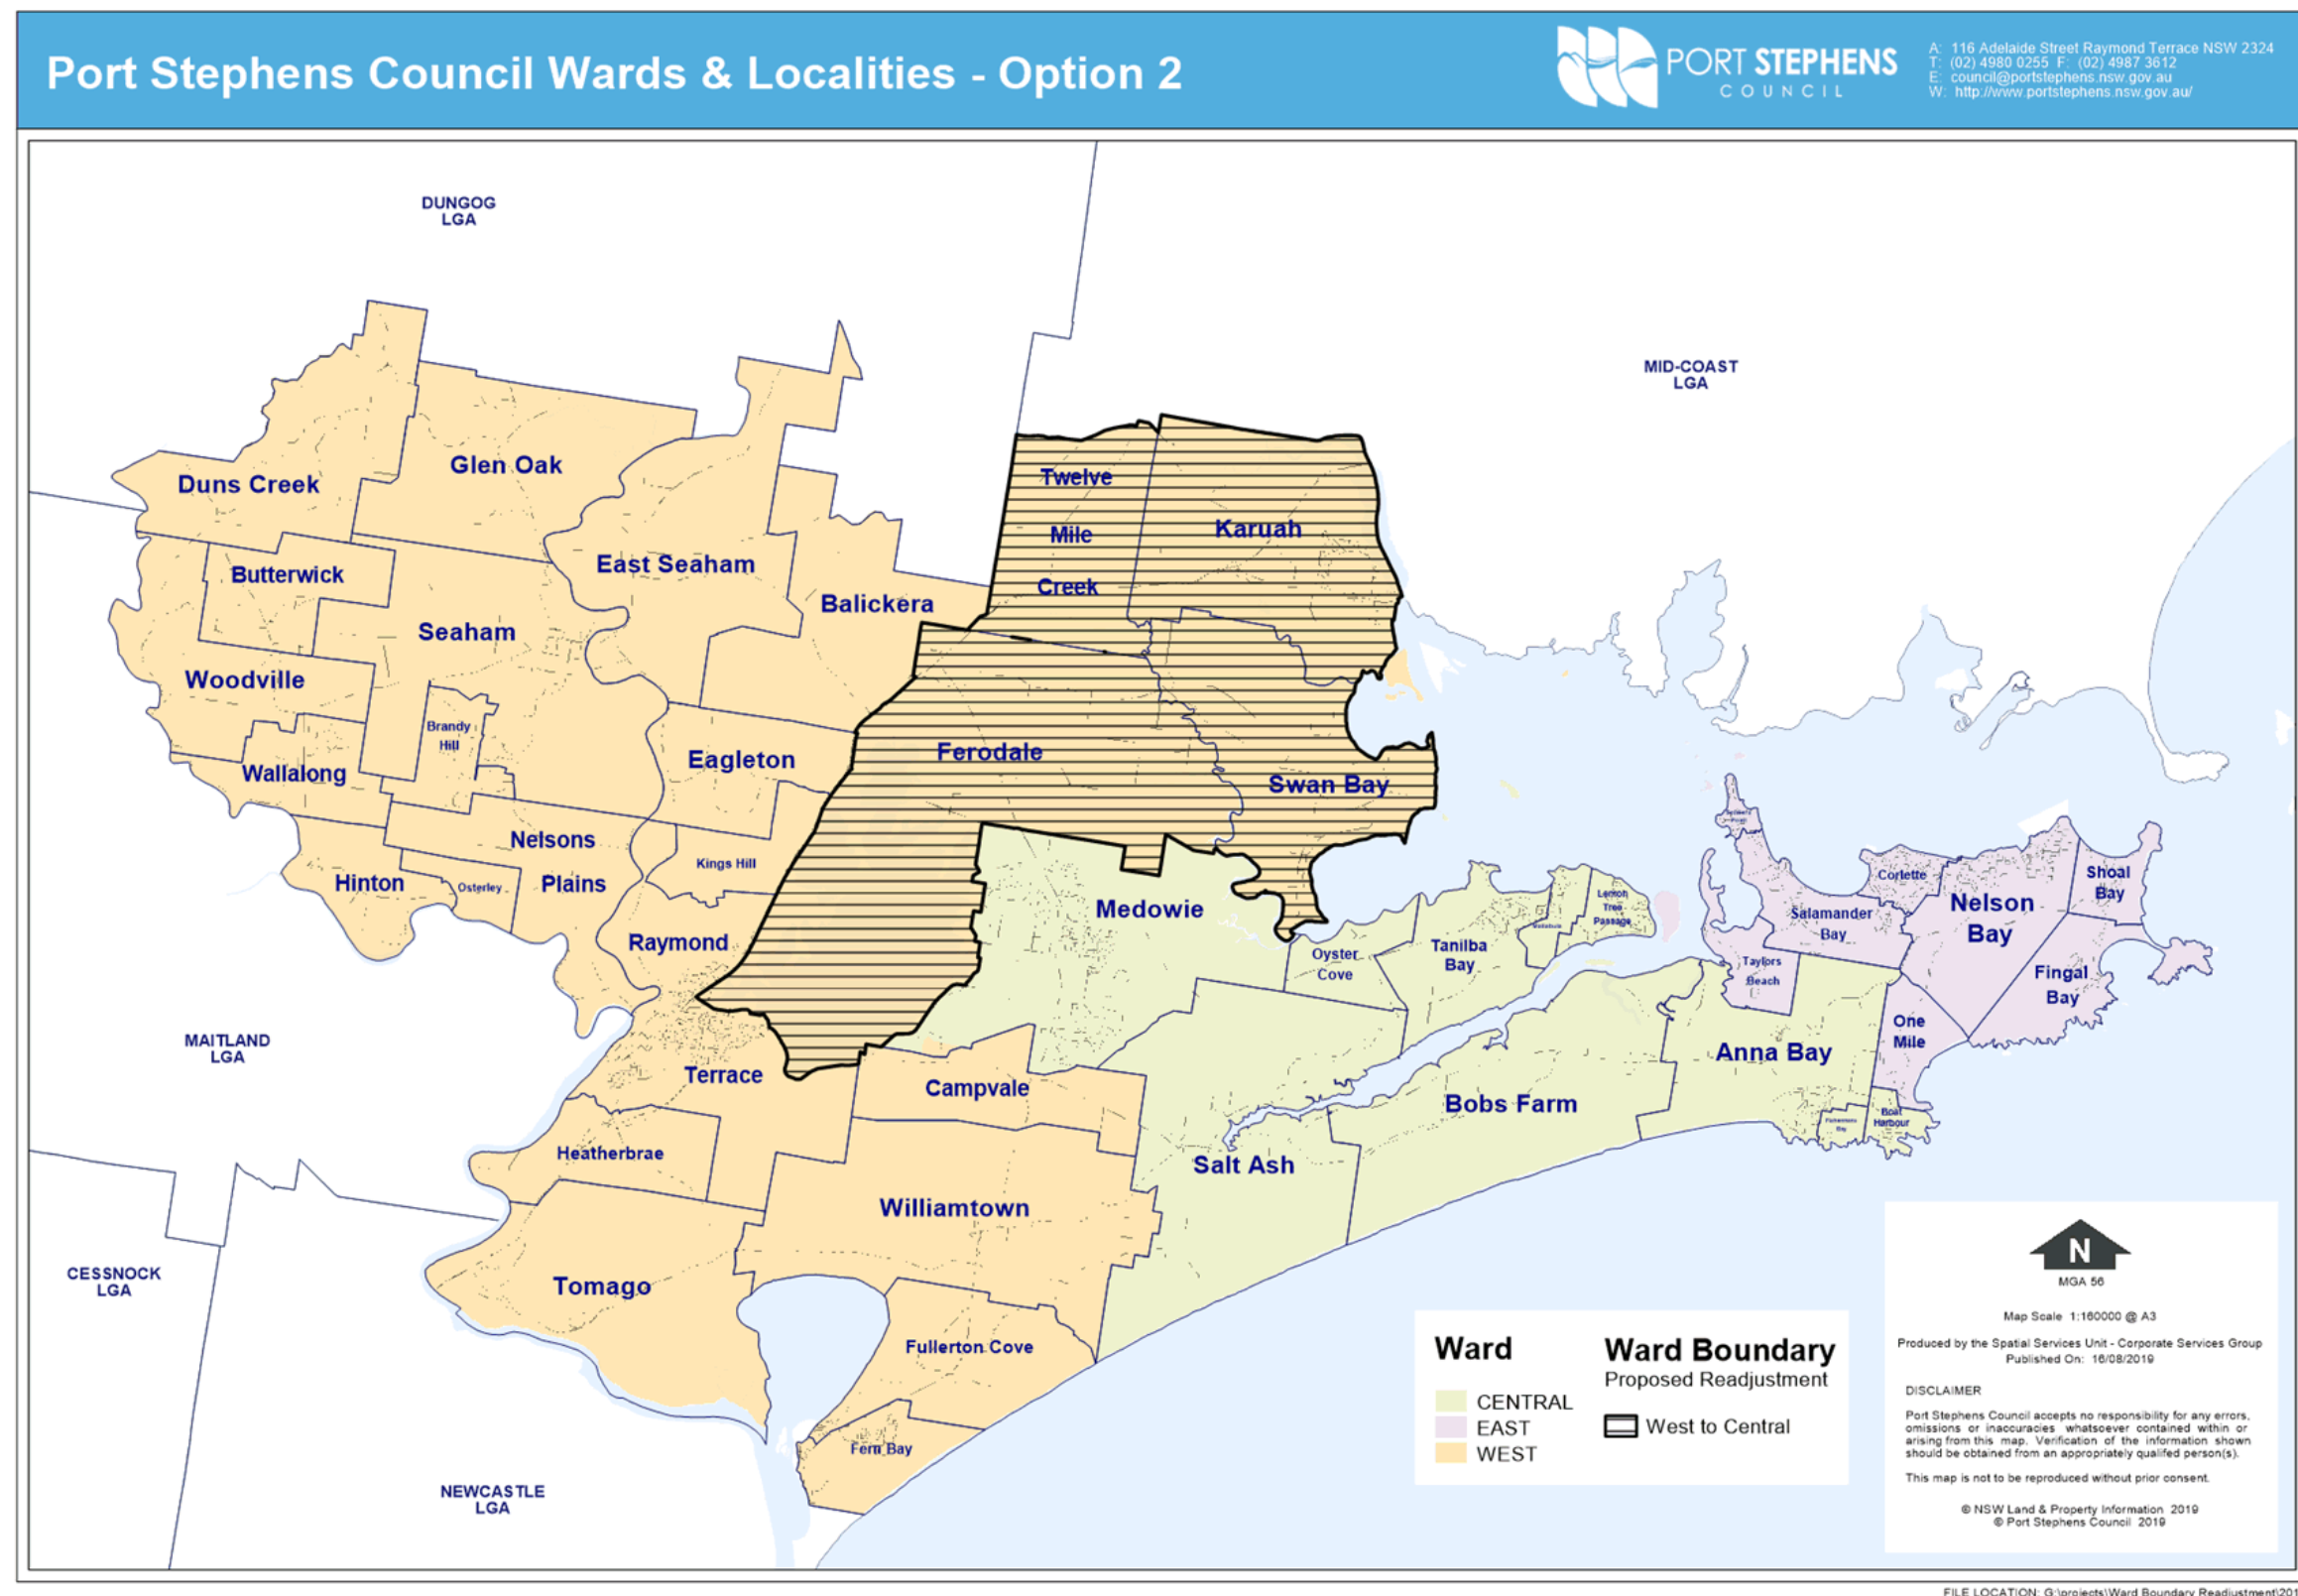 Port Stephens Council Wards & Localities - Option 2
PORT STEPHENS
COUNCIL
A: 116 Adelaide Street Raymond Terrace NSW 2324
T: (02) 4980 0255 F: (02) 4987 3612
E: council@portstephens.nsw.gov.au
W: http://www.portstephens.nsw.gov.au/
DUNGOG
LGA
MID-COAST
LGA
Duns Creek
Glen Oak
Twelve
Mile
Creek
Karuah
Butterwick
East Seaham
Balickera
Seaham
Woodville
Brandy
Hill
Wallalong
Eagleton
Ferodale
Swan Bay
Nelsons
Plains
Kings Hill
Hinton
Osterley
Raymond
Terrace
Medowie
Oyster
Cove
Tanilba
Bay
Lemon
Tree
Passage
Corlette
Shoal
Bay
Nelson
Bay
Salamander
Bay
Taylors
Beach
Fingal
Bay
One
Mile
Anna Bay
Boat
Harbour
Fishermans
Bay
Bobs Farm
MAITLAND
LGA
Campvale
Heatherbrae
Salt Ash
Williamtown
Tomago
CESSNOCK
LGA
Fullerton Cove
Fern Bay
NEWCASTLE
LGA
Ward
CENTRAL
EAST
WEST
Ward Boundary
Proposed Readjustment
West to Central
N
MGA 56
Map Scale 1:160000 @ A3
Produced by the Spatial Services Unit - Corporate Services Group
Published On: 16/08/2019
DISCLAIMER
Port Stephens Council accepts no responsibility for any errors,
omissions or inaccuracies whatsoever contained within or
arising from this map. Verification of the information shown
should be obtained from an appropriately qualifed person(s).
This map is not to be reproduced without prior consent.
© NSW Land & Property Information 2019
© Port Stephens Council 2019
FILE LOCATION: G:\projects\Ward Boundary Readjustment\201